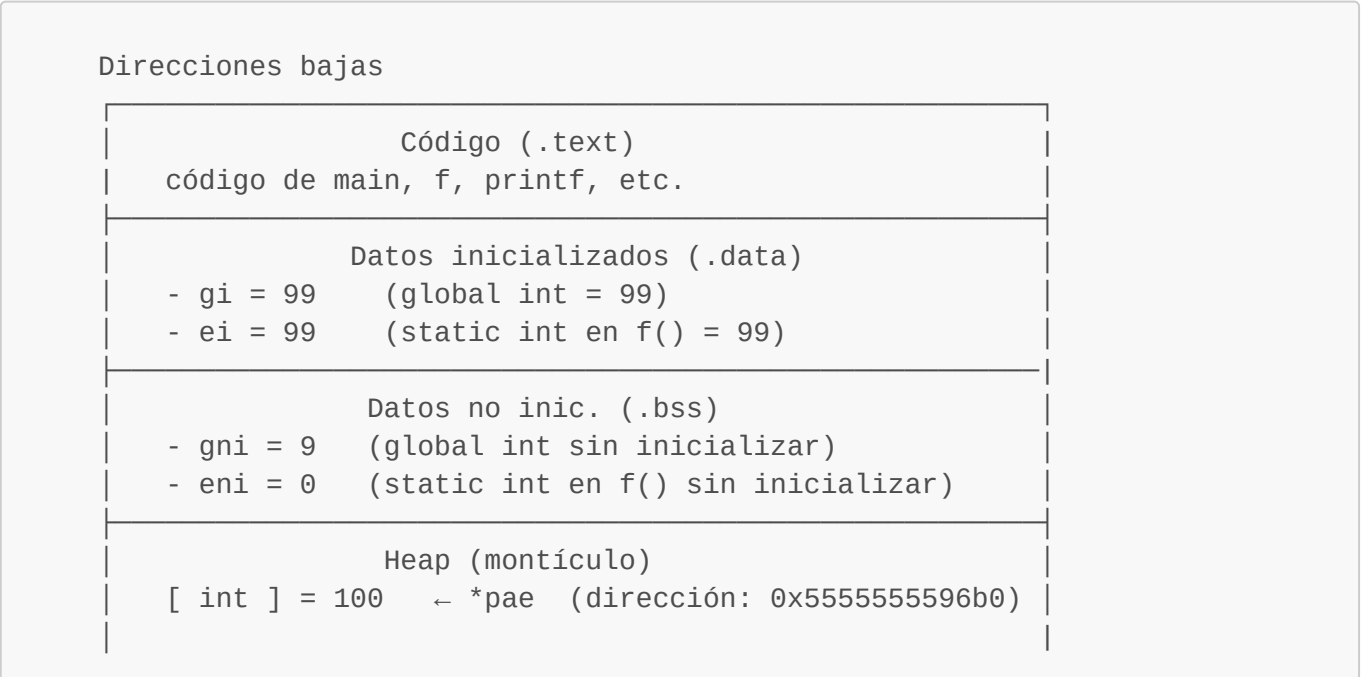 Direcciones bajas
Código (.text)
código de main, f, printf, etc.
Datos inicializados (.data)
- gi = 99    (global int = 99)
- ei = 99    (static int en f() = 99)
Datos no inic. (.bss)
- gni = 9   (global int sin inicializar)
- eni = 0   (static int en f() sin inicializar)
Heap (montículo)
[ int ] = 100   ← *pae  (dirección: 0x5555555596b0)